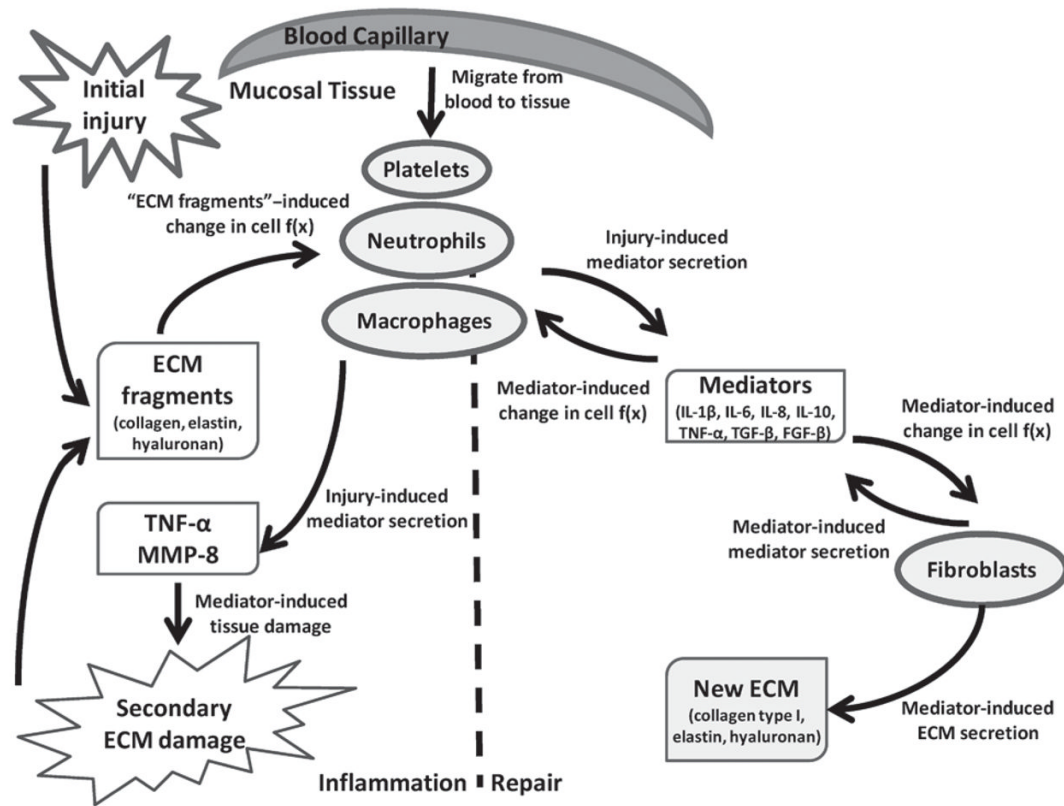 Blood Capillary
Initial
injury
Mucosal Tissue
Migrate from
blood to tissue
Platelets
"ECM fragments"–induced
change in cell f(x)
Neutrophils
Injury-induced
mediator secretion
Macrophages
ECM
fragments
(collagen, elastin,
hyaluronan)
Mediator-induced
change in cell f(x)
Mediators
(IL-1β, IL-6, IL-8, IL-10,
TNF-α, TGF-β, FGF-β)
Mediator-induced
change in cell f(x)
Injury-induced
mediator secretion
TNF-α
MMP-8
Mediator-induced
mediator secretion
Fibroblasts
Mediator-induced
tissue damage
Secondary
ECM damage
New ECM
(collagen type I,
elastin, hyaluronan)
Mediator-induced
ECM secretion
Inflammation
Repair